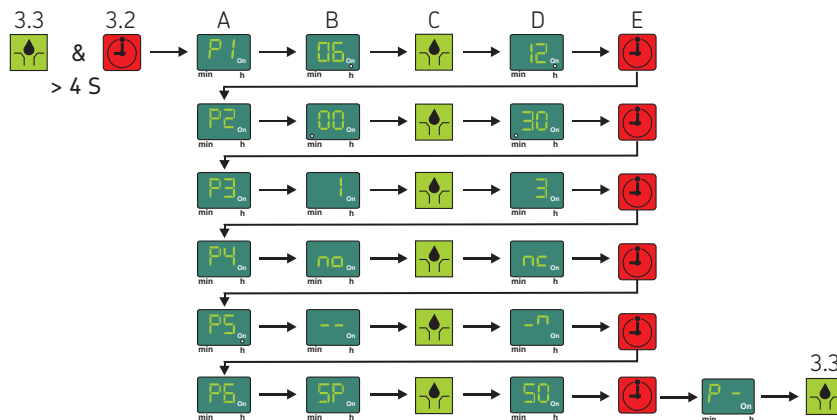 3.3 3.2 A B C D E
P1 On 06 On 12 On
& > 4 S
min h min h min h
P2 On 00 On 30 On
min h min h min h
P3 On 1 On 3 On
min h min h min h
P4 On no On nc On
min h min h min h
P5 On -- On -n On
min h min h min h
3.3
P6 On SP On SO On P - On
min h min h min h min h